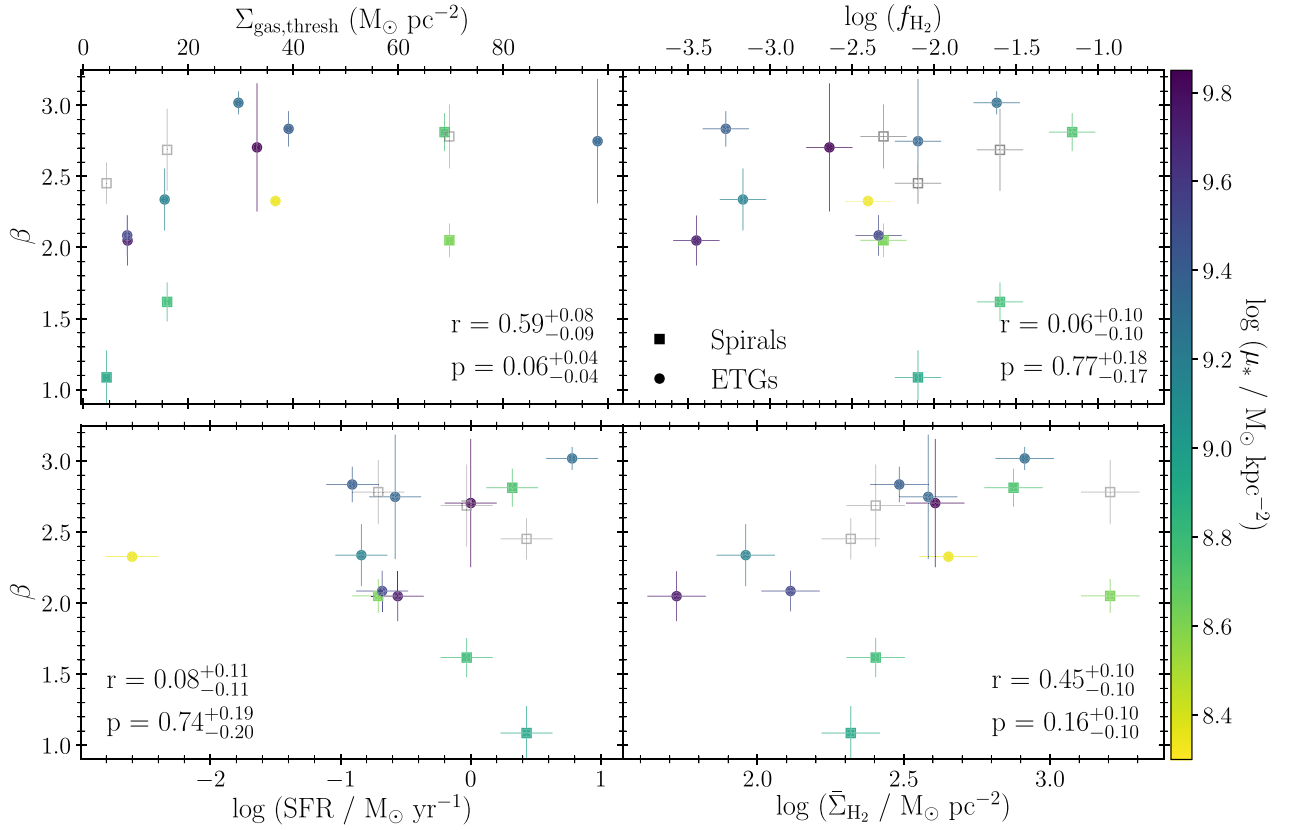 Σ_gas,thresh (M⊙ pc⁻²)
log (f_H₂)
0 20 40 60 80
−3.5 −3.0 −2.5 −2.0 −1.5 −1.0
3.0
2.5
2.0
1.5
1.0
β
r = 0.59 +0.08 −0.09
p = 0.06 +0.04 −0.04
Spirals
ETGs
r = 0.06 +0.10 −0.10
p = 0.77 +0.18 −0.17
3.0
2.5
2.0
1.5
1.0
β
r = 0.08 +0.11 −0.11
p = 0.74 +0.19 −0.20
r = 0.45 +0.10 −0.10
p = 0.16 +0.10 −0.10
−2 −1 0 1
2.0 2.5 3.0
log (SFR / M⊙ yr⁻¹)
log (Σ̄_H₂ / M⊙ pc⁻²)
9.8
9.6
9.4
9.2
9.0
8.8
8.6
8.4
log (μ∗ / M⊙ kpc⁻²)